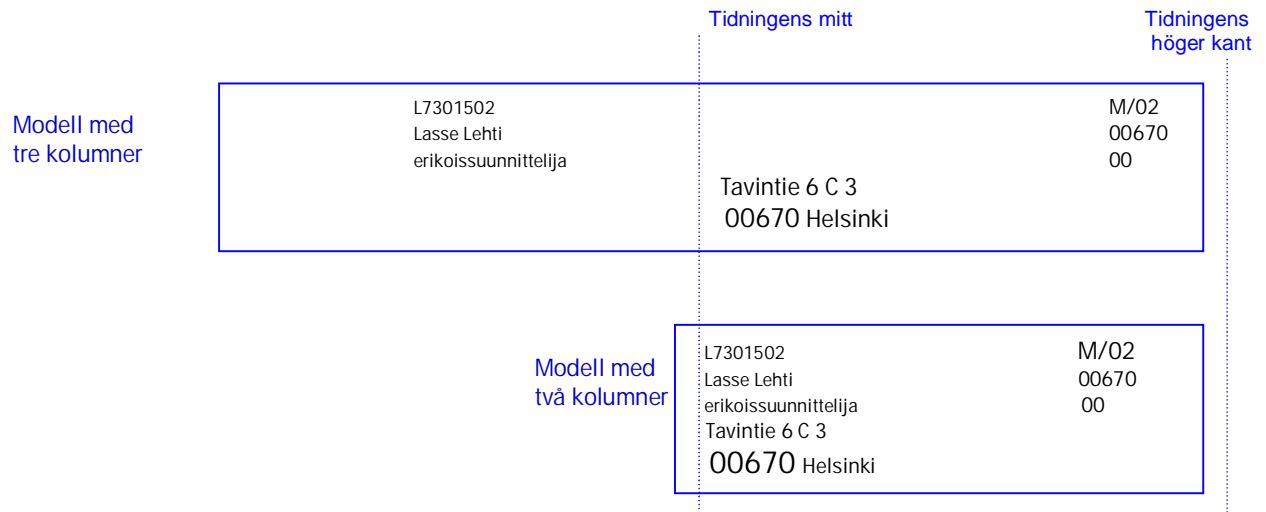 Tidningens mitt
Tidningens
höger kant
Modell med
tre kolumner
L7301502
Lasse Lehti
erikoissuunnittelija
M/02
00670
00
Tavintie 6 C 3
00670 Helsinki
Modell med
två kolumner
L7301502
Lasse Lehti
erikoissuunnittelija
Tavintie 6 C 3
00670 Helsinki
M/02
00670
00